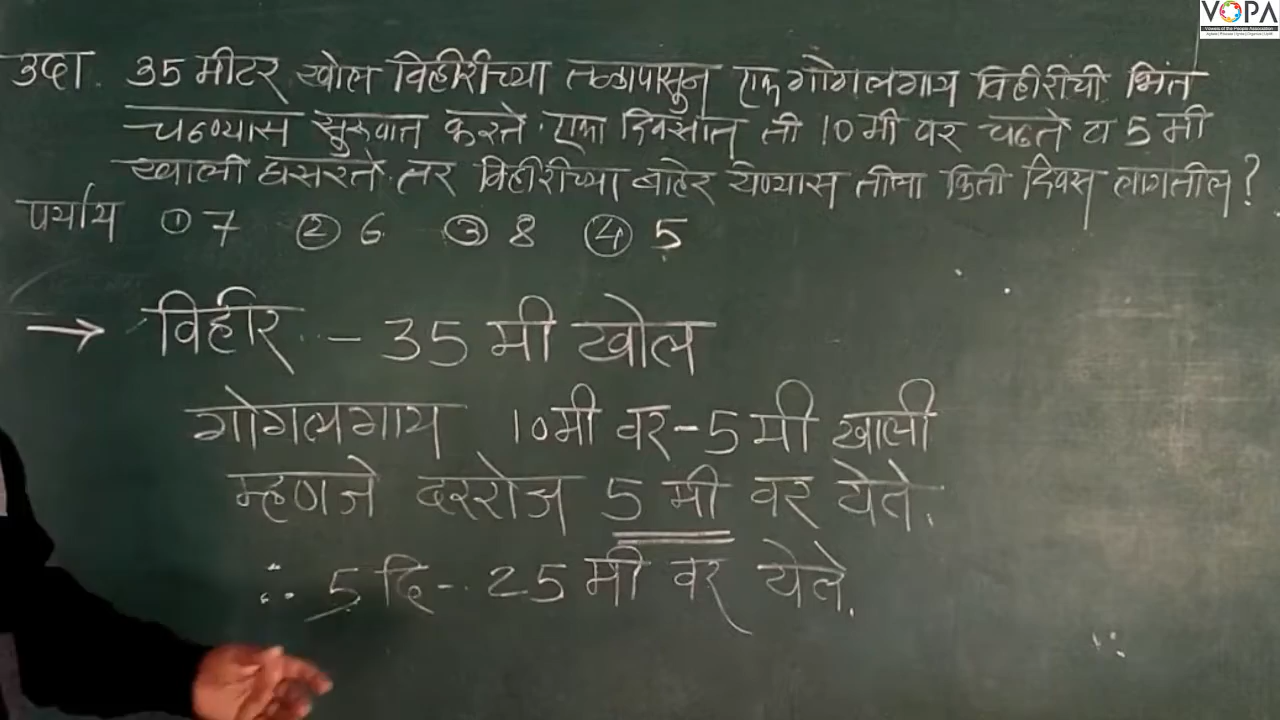 VOPA
उदा. 35 मीटर खोल विहीरीच्या तळापासुन एक गोगलगाय विहीरीची भिंत
चढण्यास सुरुवात करते. एका दिवसात ती 10 मी वर चढते व 5 मी
खाली घसरते. तर विहीरीच्या बाहेर येण्यास तीला किती दिवस लागतील?
पर्याय ① 7 ② 6 ③ 8 ④ 5
→ विहीर - 35 मी खोल
गोगलगाय 10मी वर - 5 मी खाली
म्हणजे दररोज 5 मी वर येते.
∴ 5 दि - 25 मी वर येले.